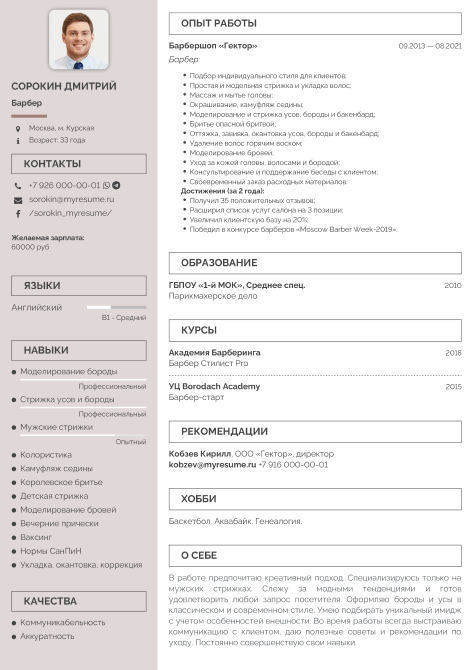 СОРОКИН ДМИТРИЙ
Барбер
Москва, м. Курская
Возраст: 33 года
КОНТАКТЫ
+7 926 000-00-01
sorokin@myresume.ru
/sorokin_myresume/
Желаемая зарплата:
60000 руб
ЯЗЫКИ
Английский
B1 - Средний
НАВЫКИ
Моделирование бороды
Профессиональный
Стрижка усов и бороды
Профессиональный
Мужские стрижки
Опытный
Колористика
Камуфляж седины
Королевское бритье
Детская стрижка
Моделирование бровей
Вечерние прически
Ваксинг
Нормы СанПиН
Укладка, окантовка, коррекция
КАЧЕСТВА
Коммуникабельность
Аккуратность
ОПЫТ РАБОТЫ
Барбершоп «Гектор» 09.2013 — 08.2021
Барбер:
Подбор индивидуального стиля для клиентов;
Простая и модельная стрижка и укладка волос;
Массаж и мытье головы;
Окрашивание, камуфляж седины;
Моделирование и стрижка усов, бороды и бакенбард;
Бритье опасной бритвой;
Оттяжка, завивка, окантовка усов, бороды и бакенбард;
Удаление волос горячим воском;
Моделирование бровей;
Уход за кожей головы, волосами и бородой;
Консультирование и поддержание беседы с клиентом;
Своевременный заказ расходных материалов.
Достижения (за 2 года):
Получил 35 положительных отзывов;
Расширил список услуг салона на 3 позиции;
Увеличил клиентскую базу на 20%;
Победил в конкурсе барберов «Moscow Barber Week-2019».
ОБРАЗОВАНИЕ
ГБПОУ «1-й МОК», Среднее спец. 2010
Парикмахерское дело
КУРСЫ
Академия Барберинга 2018
Барбер Стилист Pro
УЦ Borodach Academy 2015
Барбер-старт
РЕКОМЕНДАЦИИ
Кобзев Кирилл, ООО «Гектор», директор
kobzev@myresume.ru +7 916 000-00-01
ХОББИ
Баскетбол. Аквабайк. Генеалогия.
О СЕБЕ
В работе предпочитаю креативный подход. Специализируюсь только на
мужских стрижках. Слежу за модными тенденциями и готов
удовлетворить любой запрос посетителя. Оформляю бороды и усы в
классическом и современном стиле. Умею подбирать уникальный имидж
с учетом особенностей внешности. Во время работы всегда выстраиваю
коммуникацию с клиентом, даю полезные советы и рекомендации по
уходу. Постоянно совершенствую свои навыки.